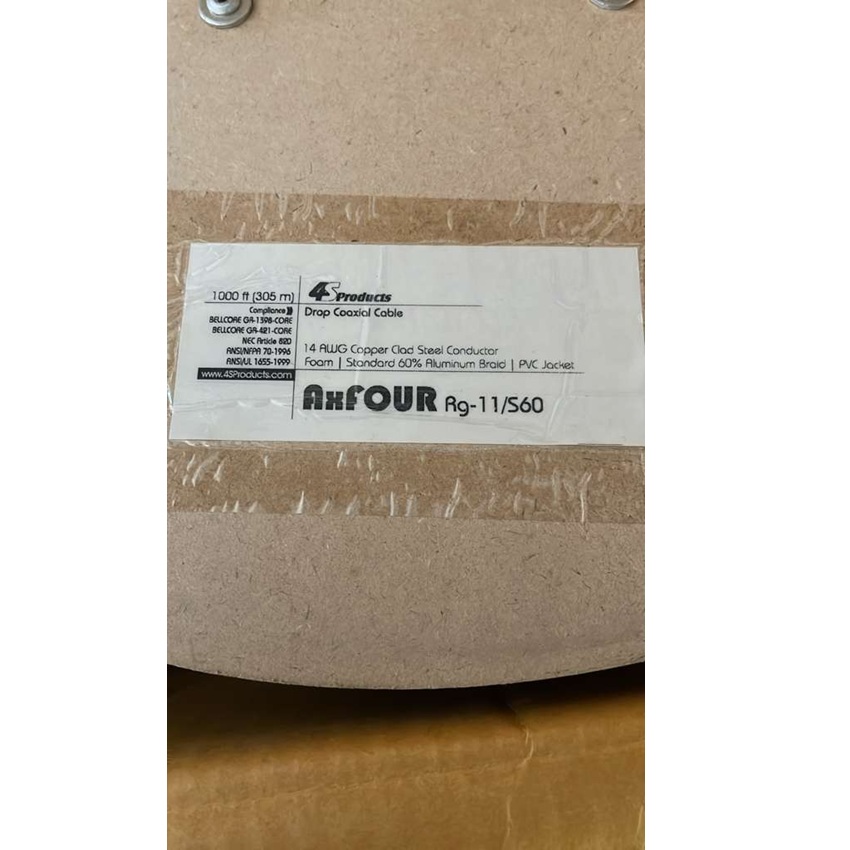 1000 ft (305 m)
Compliance
BELLCORE GR-1398-CORE
BELLCORE GR-421-CORE
NEC Article 820
ANSI/NFPA 70-1996
ANSI/UL 1655-1999
www.4SProducts.com
4S Products
Drop Coaxial Cable
14 AWG Copper Clad Steel Conductor
Foam | Standard 60% Aluminum Braid | PVC Jacket
AxFOUR Rg-11/S60